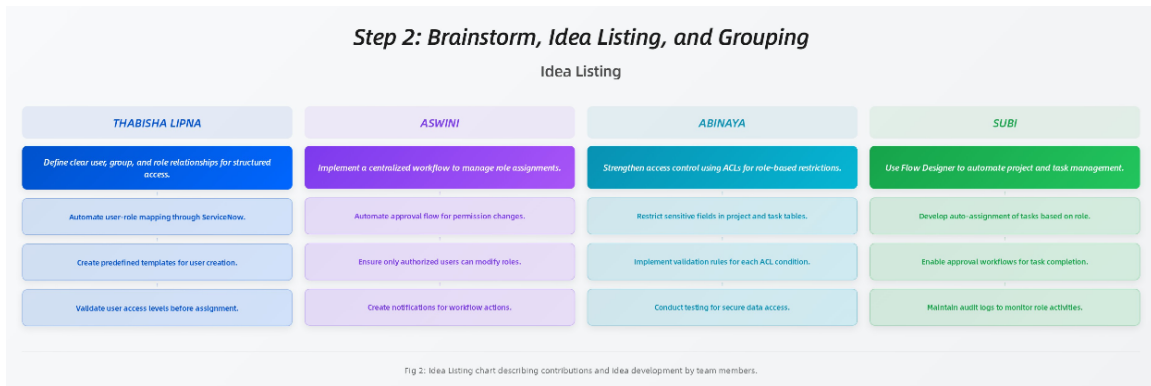 Step 2: Brainstorm, Idea Listing, and Grouping
Idea Listing
THABISHA LIPNA
Define clear user, group, and role relationships for structured
access.
Automate user-role mapping through ServiceNow.
Create predefined templates for user creation.
Validate user access levels before assignment.
ASWINI
Implement a centralized workflow to manage role assignments.
Automate approval flow for permission changes.
Ensure only authorized users can modify roles.
Create notifications for workflow actions.
ABINAYA
Strengthen access control using ACLs for role-based restrictions.
Restrict sensitive fields in project and task tables.
Implement validation rules for each ACL condition.
Conduct testing for secure data access.
SUBI
Use Flow Designer to automate project and task management.
Develop auto-assignment of tasks based on role.
Enable approval workflows for task completion.
Maintain audit logs to monitor role activities.
Fig 2: Idea Listing chart describing contributions and idea development by team members.